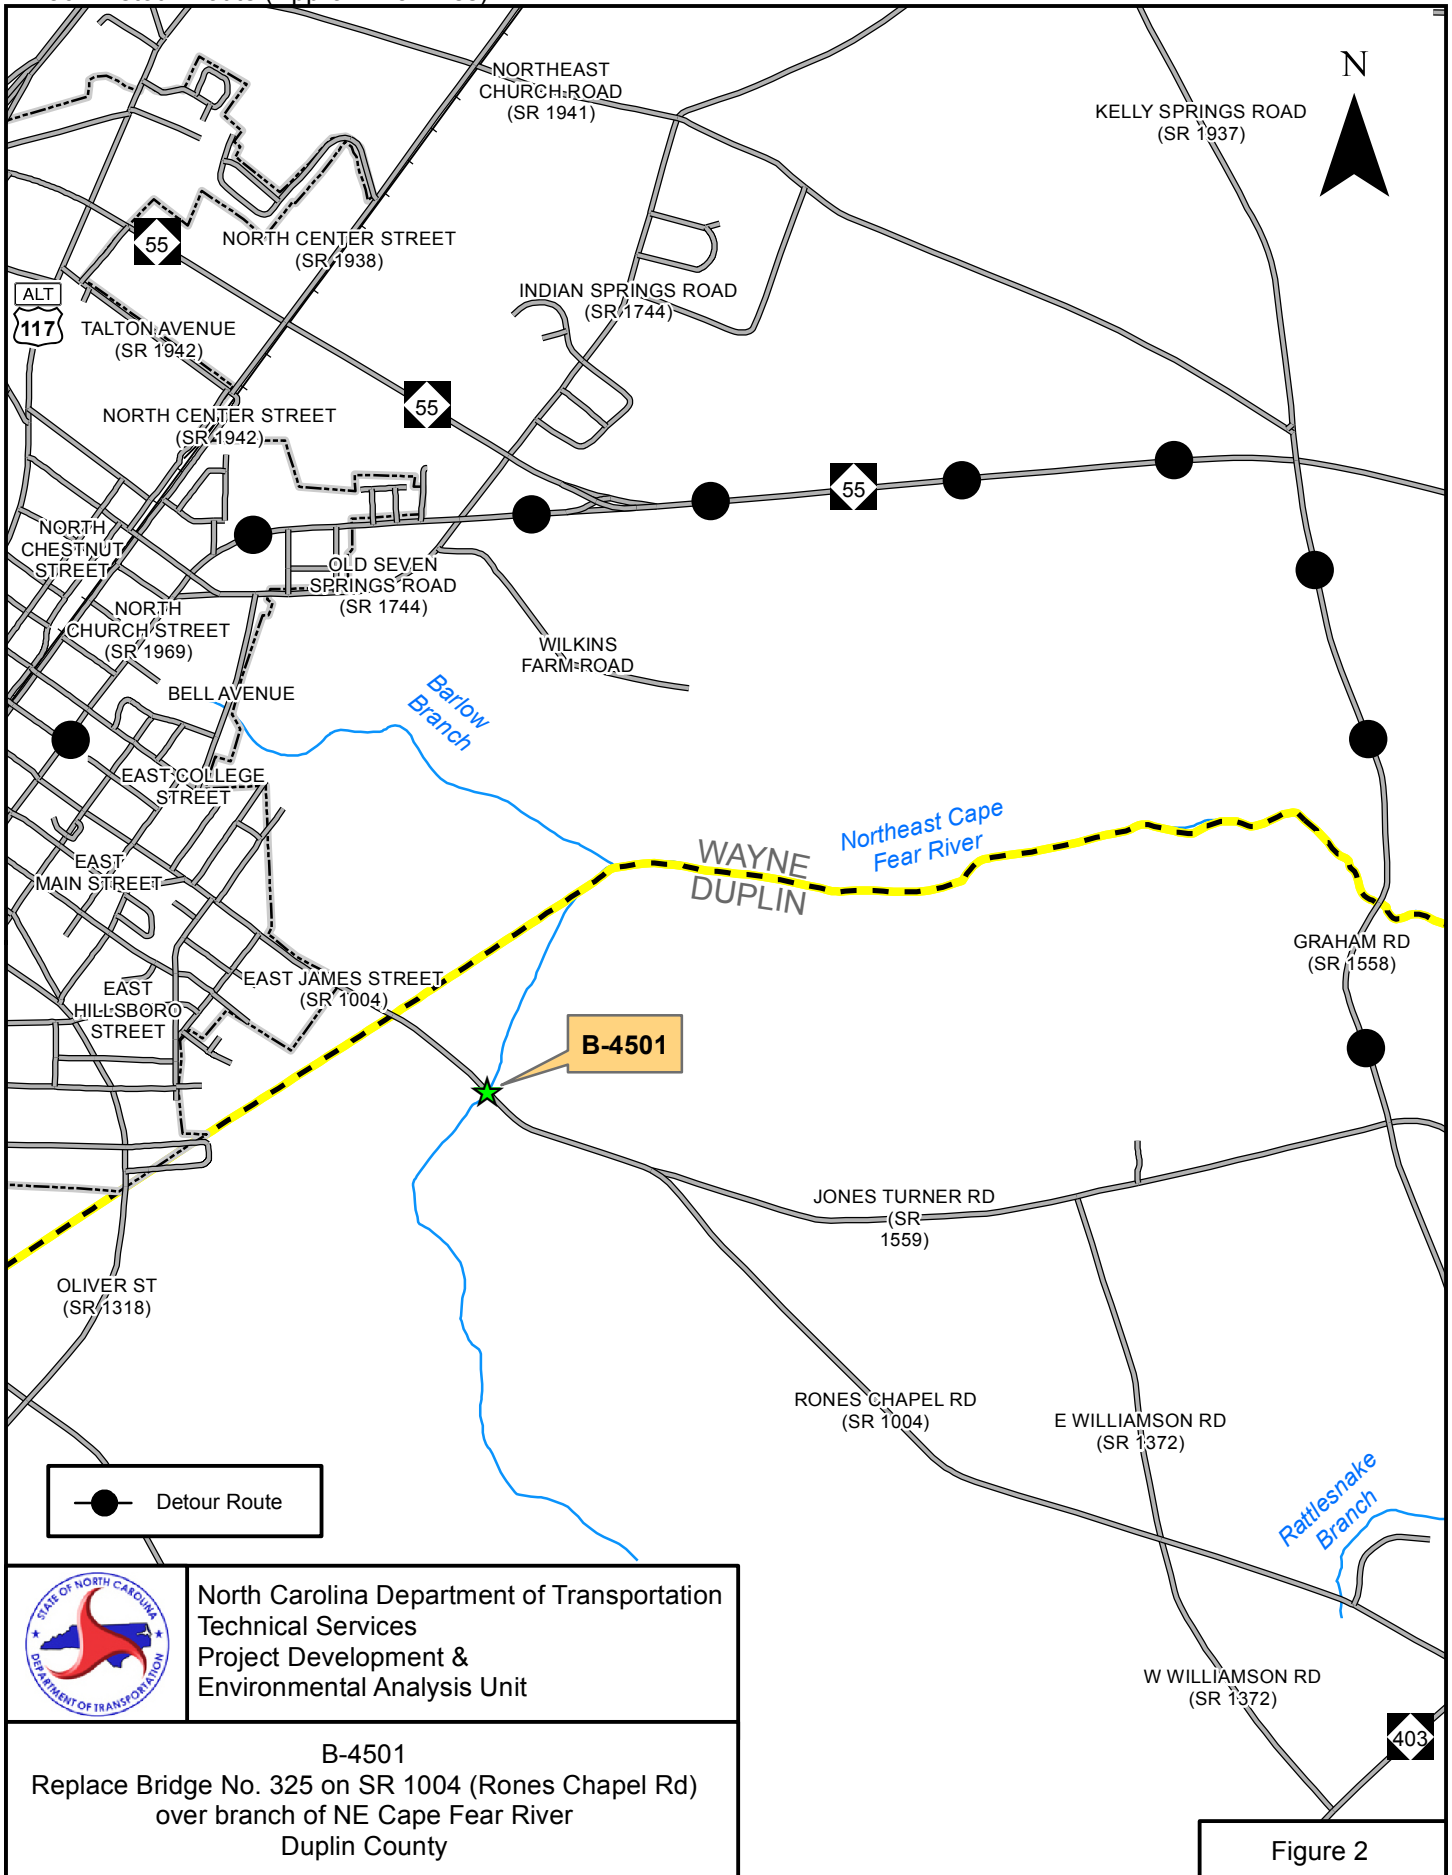 NORTHEAST
CHURCH ROAD
(SR 1941)
N
KELLY SPRINGS ROAD
(SR 1937)
55
NORTH CENTER STREET
(SR 1938)
ALT
117
TALTON AVENUE
(SR 1942)
INDIAN SPRINGS ROAD
(SR 1744)
55
NORTH CENTER STREET
(SR 1942)
55
NORTH
CHESTNUT
STREET
OLD SEVEN
SPRINGS ROAD
(SR 1744)
NORTH
CHURCH STREET
(SR 1969)
WILKINS
FARM ROAD
BELL AVENUE
Barlow
Branch
EAST COLLEGE
STREET
Northeast Cape
Fear River
WAYNE
DUPLIN
EAST
MAIN STREET
GRAHAM RD
(SR 1558)
EAST JAMES STREET
(SR 1004)
EAST
HILLSBORO
STREET
B-4501
JONES TURNER RD
(SR
1559)
OLIVER ST
(SR 1318)
RONES CHAPEL RD
(SR 1004)
E WILLIAMSON RD
(SR 1372)
Rattlesnake
Branch
Detour Route
STATE OF NORTH CAROLINA
DEPARTMENT OF TRANSPORTATION
North Carolina Department of Transportation
Technical Services
Project Development &
Environmental Analysis Unit
W WILLIAMSON RD
(SR 1372)
403
B-4501
Replace Bridge No. 325 on SR 1004 (Rones Chapel Rd)
over branch of NE Cape Fear River
Duplin County
Figure 2